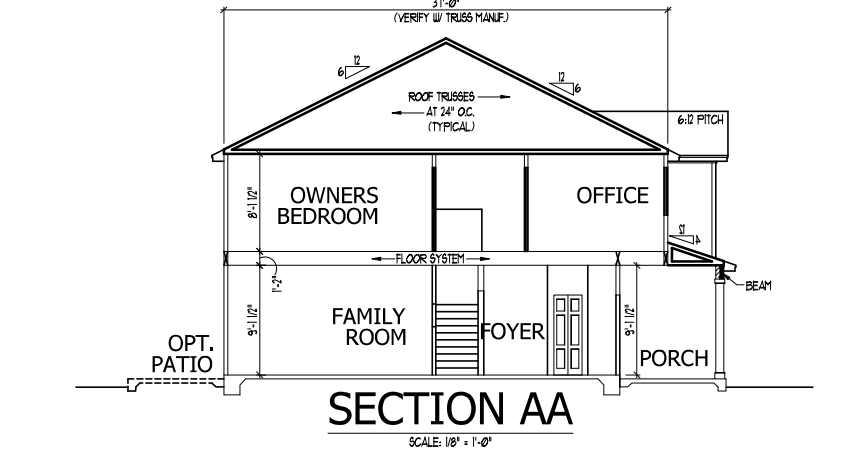 31'-0"
(VERIFY W/ TRUSS MANUF.)
12
6
12
6
ROOF TRUSSES
AT 24" O.C.
(TYPICAL)
6:12 PITCH
OWNERS
BEDROOM
OFFICE
8'-1 1/2"
12
4
FLOOR SYSTEM
1'-2"
BEAM
9'-1 1/2"
FAMILY
ROOM
FOYER
9'-1 1/2"
PORCH
OPT.
PATIO
SECTION AA
SCALE: 1/8" = 1'-0"